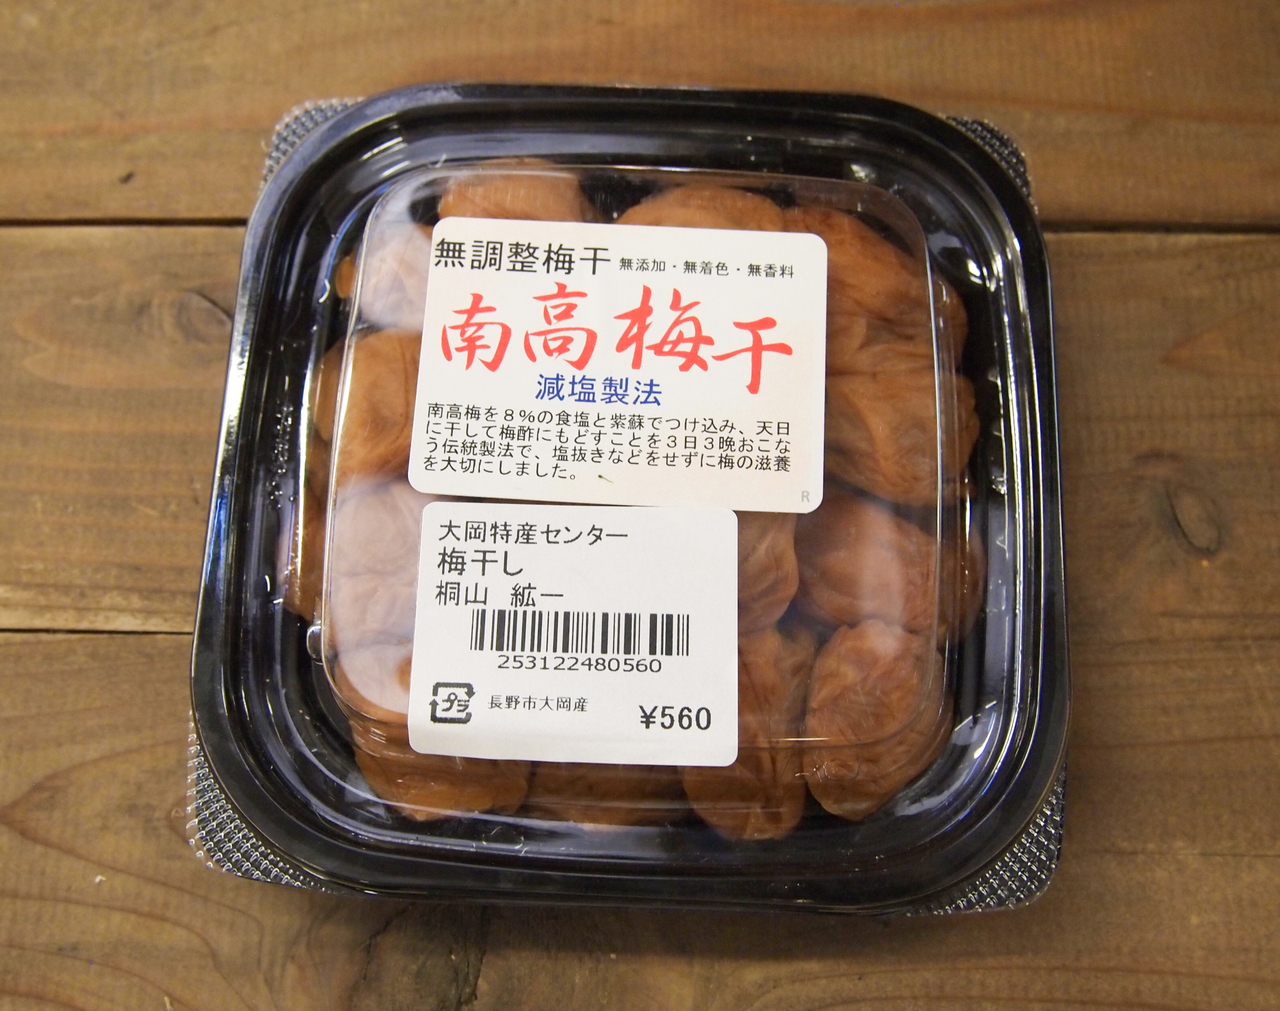 無調整梅干 無添加・無着色・無香料
南高梅干
減塩製法
南高梅を8%の食塩と紫蘇でつけ込み、天日
に干して梅酢にもどすことを3日3晩おこな
う伝統製法で、塩抜きなどをせずに梅の滋養
を大切にしました。
R
大岡特産センター
梅干し
桐山 絋一
253122480560
プラ 長野市大岡産
¥560